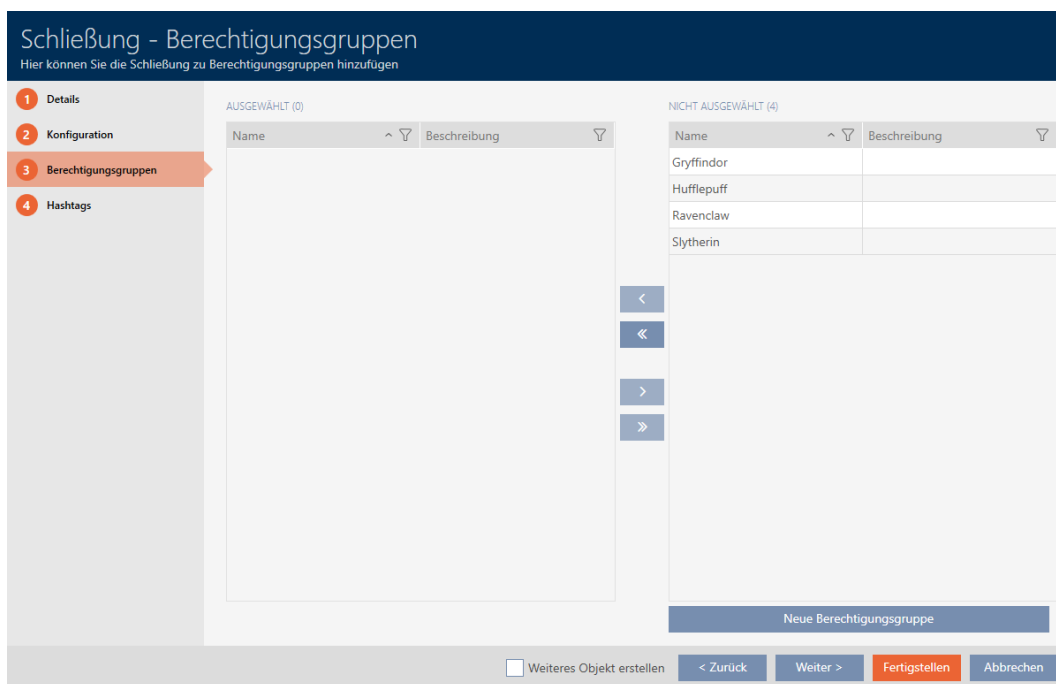 Schließung - Berechtigungsgruppen
Hier können Sie die Schließung zu Berechtigungsgruppen hinzufügen
1 Details
2 Konfiguration
3 Berechtigungsgruppen
4 Hashtags
AUSGEWÄHLT (0)
Name Beschreibung
NICHT AUSGEWÄHLT (4)
Name Beschreibung
Gryffindor
Hufflepuff
Ravenclaw
Slytherin
Neue Berechtigungsgruppe
Weiteres Objekt erstellen < Zurück Weiter > Fertigstellen Abbrechen